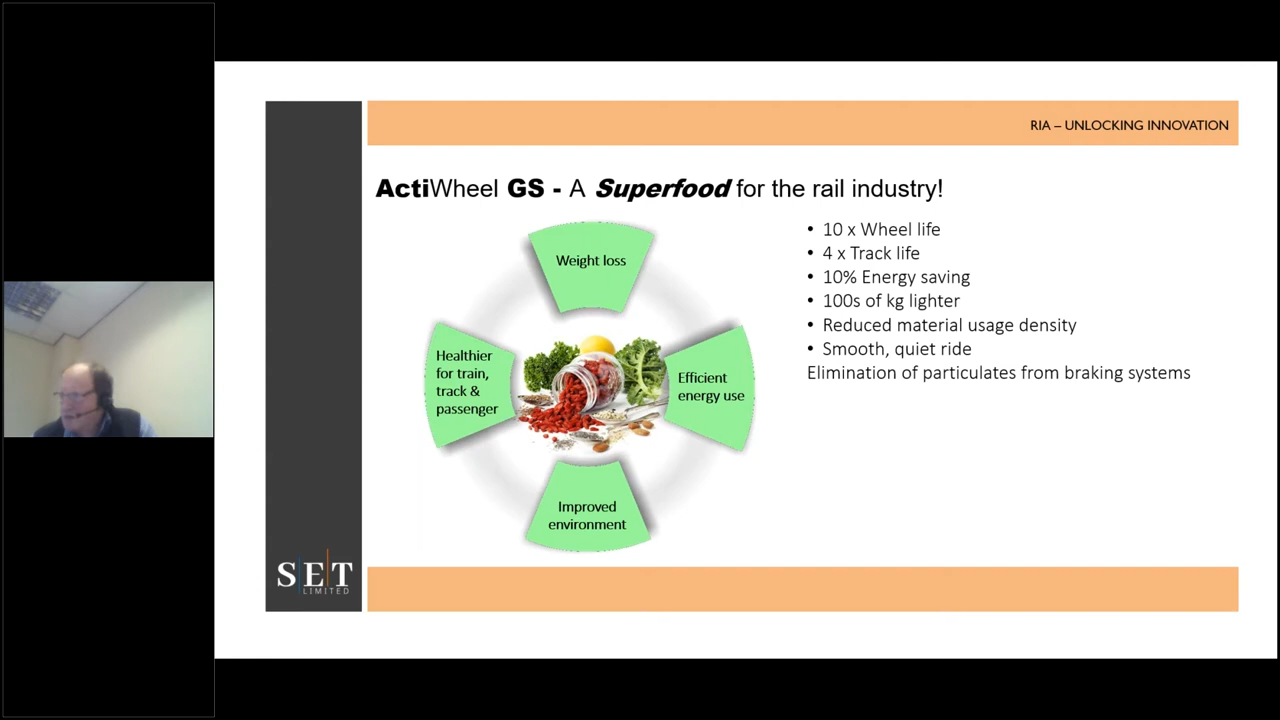 RIA – UNLOCKING INNOVATION
ActiWheel GS - A Superfood for the rail industry!
Weight loss
Healthier
for train,
track &
passenger
Efficient
energy use
Improved
environment
• 10 x Wheel life
• 4 x Track life
• 10% Energy saving
• 100s of kg lighter
• Reduced material usage density
• Smooth, quiet ride
Elimination of particulates from braking systems
SET
LIMITED